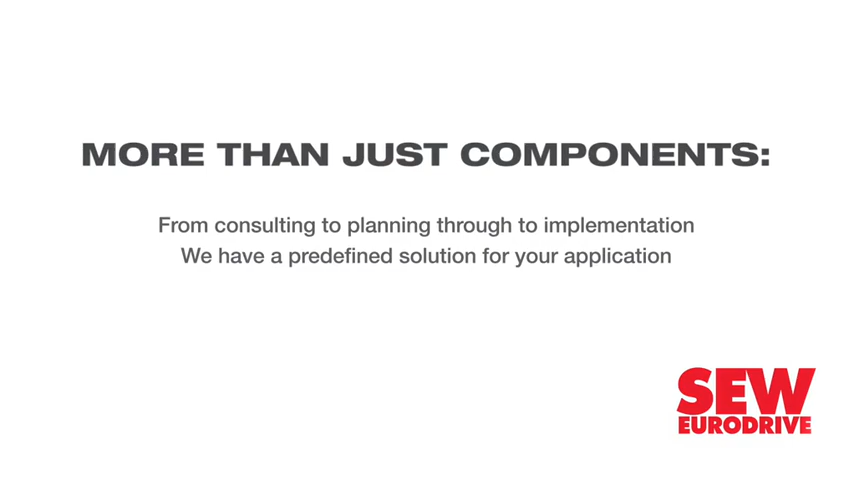 MORE THAN JUST COMPONENTS:
From consulting to planning through to implementation
We have a predefined solution for your application
SEW
EURODRIVE